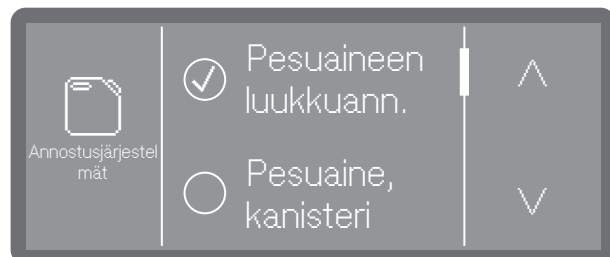 Annostusjärjestel
mät
Pesuaineen
luukkuann.
Pesuaine,
kanisteri